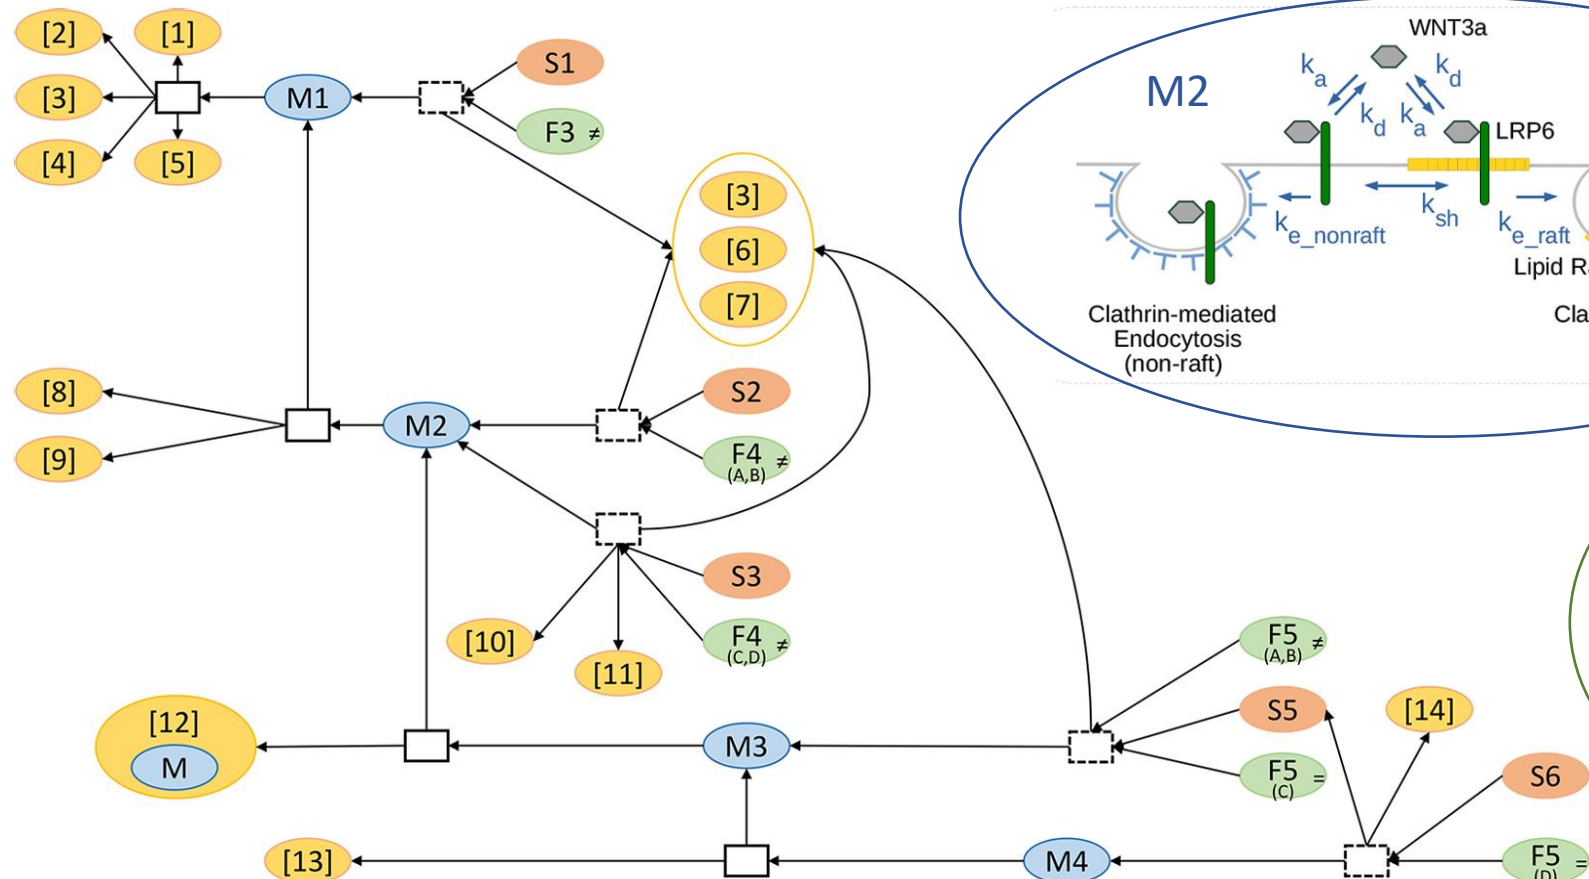 [2]
[1]
[3]
[4]
[5]
M1
S1
F3 ≠
[3]
[6]
[7]
M2
WNT3a
ka
kd
kd
ka
LRP6
ke_nonraft
ksh
ke_raft
Lipid
Clathrin-mediated
Endocytosis
(non-raft)
[8]
[9]
M2
S2
F4 ≠
(A,B)
S3
F4 ≠
(C,D)
[10]
[11]
[12]
M
M3
F5 ≠
(A,B)
S5
F5 =
(C)
[14]
S6
[13]
M4
F5 =
(D)